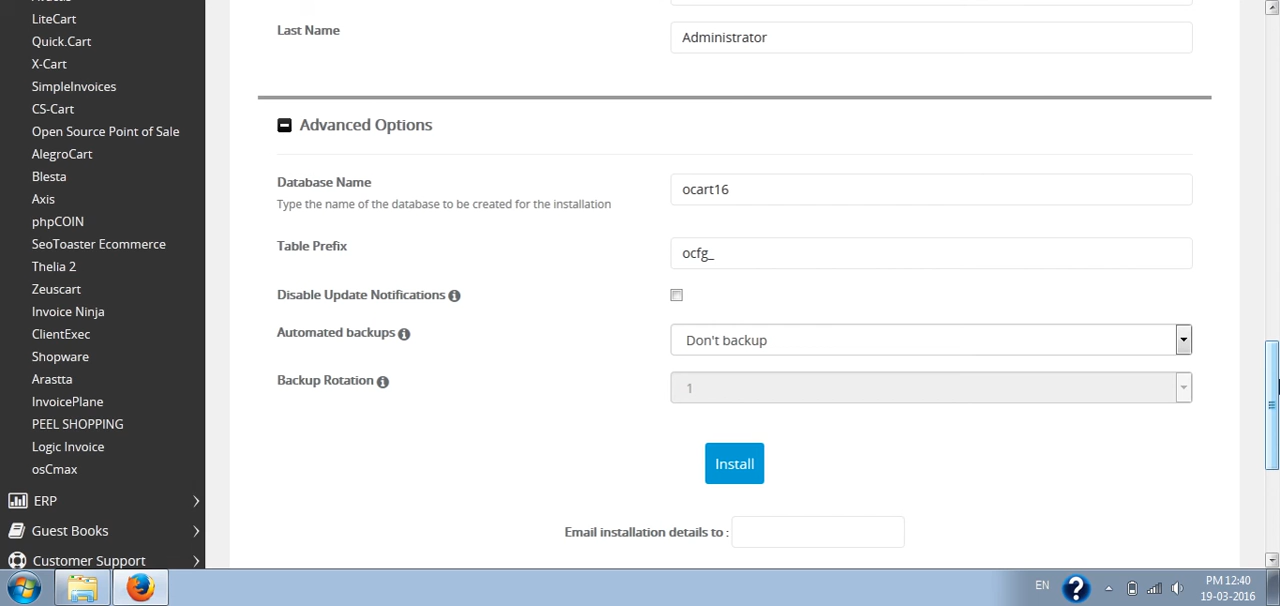 LiteCart
Quick.Cart
X-Cart
SimpleInvoices
CS-Cart
Open Source Point of Sale
AlegroCart
Blesta
Axis
phpCOIN
SeoToaster Ecommerce
Thelia 2
Zeuscart
Invoice Ninja
ClientExec
Shopware
Arastta
InvoicePlane
PEEL SHOPPING
Logic Invoice
osCmax
ERP
Guest Books
Customer Support
Last Name
Administrator
Advanced Options
Database Name
ocart16
Type the name of the database to be created for the installation
Table Prefix
ocfg_
Disable Update Notifications
Automated backups
Don't backup
Backup Rotation
1
Install
Email installation details to :
EN
PM 12:40
19-03-2016